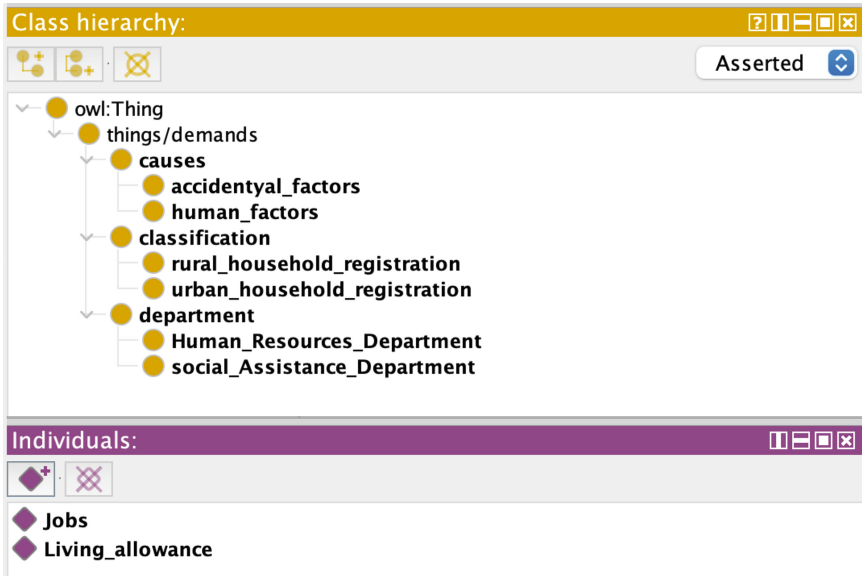 Class hierarchy:
Asserted
owl:Thing
things/demands
causes
accidentyal_factors
human_factors
classification
rural_household_registration
urban_household_registration
department
Human_Resources_Department
social_Assistance_Department
Individuals:
Jobs
Living_allowance